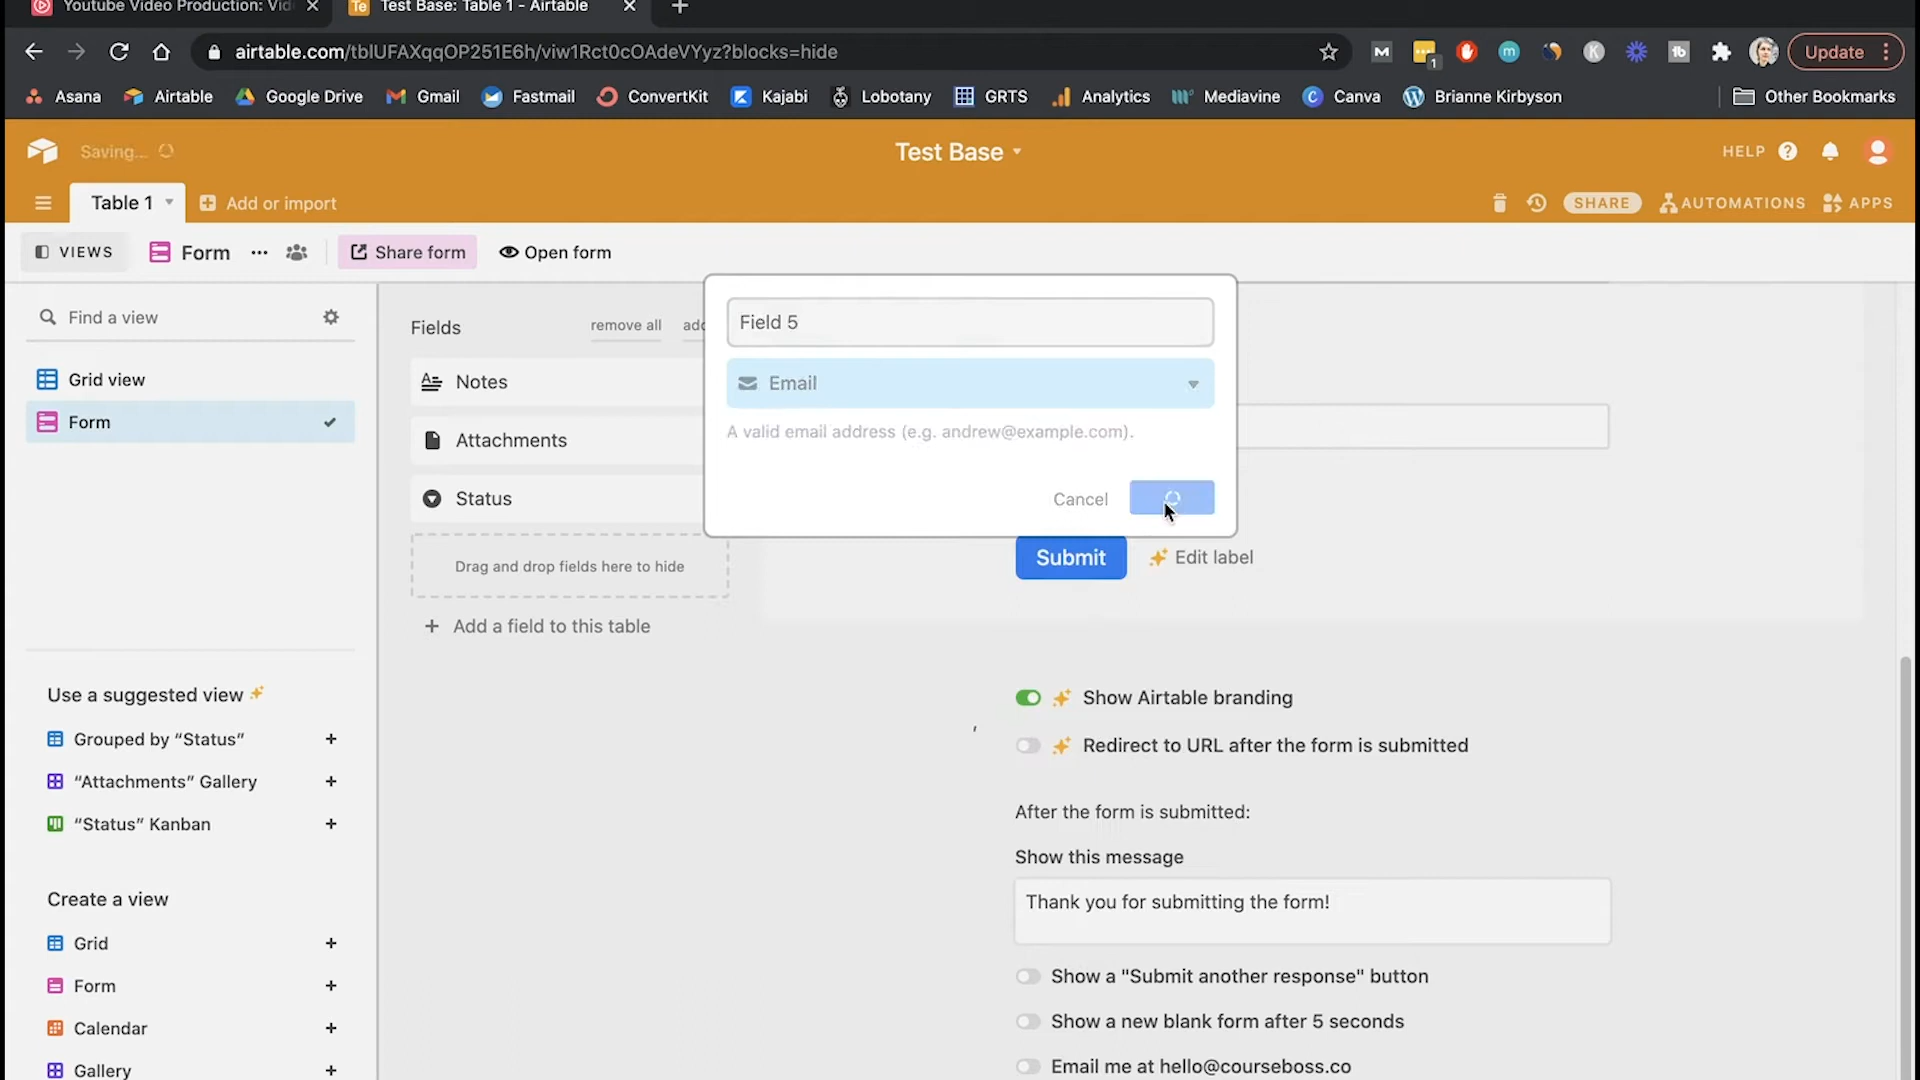 Youtube Video Production: Vid
Te Test Base: Table 1 - Airtable
airtable.com/tblUFAXqqOP251E6h/viw1Rct0cOAdeVYyz?blocks=hide
M 1 m K tb Update
Asana Airtable Google Drive Gmail Fastmail ConvertKit Kajabi Lobotany GRTS Analytics Mediavine Canva Brianne Kirbyson Other Bookmarks
Saving... Test Base HELP
Table 1 Add or import SHARE AUTOMATIONS APPS
VIEWS Form Share form Open form
Find a view
Grid view
Form
Use a suggested view
Grouped by “Status”
“Attachments” Gallery
“Status” Kanban
Create a view
Grid
Form
Calendar
Gallery
Fields remove all add
Notes
Attachments
Status
Drag and drop fields here to hide
Add a field to this table
Field 5
Email
A valid email address (e.g. andrew@example.com).
Cancel
Submit Edit label
Show Airtable branding
Redirect to URL after the form is submitted
After the form is submitted:
Show this message
Thank you for submitting the form!
Show a "Submit another response" button
Show a new blank form after 5 seconds
Email me at hello@courseboss.co